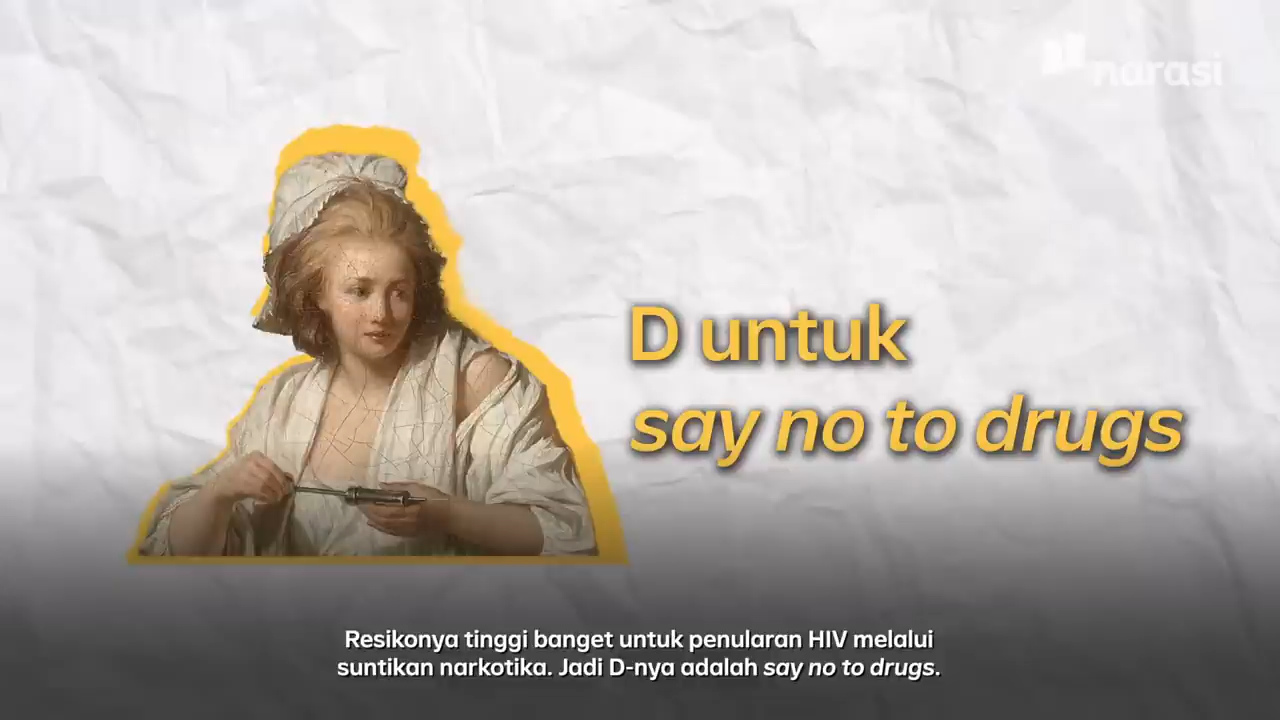 narasi
D untuk
say no to drugs
Resikonya tinggi banget untuk penularan HIV melalui
suntikan narkotika. Jadi D-nya adalah say no to drugs.